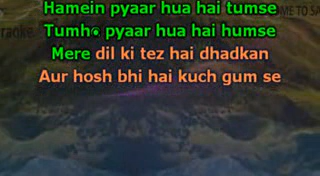 Hamein pyaar hua hai tumse
Tumhe pyaar hua hai humse
Mere dil ki tez hai dhadkan
Aur hosh bhi hai kuch gum se